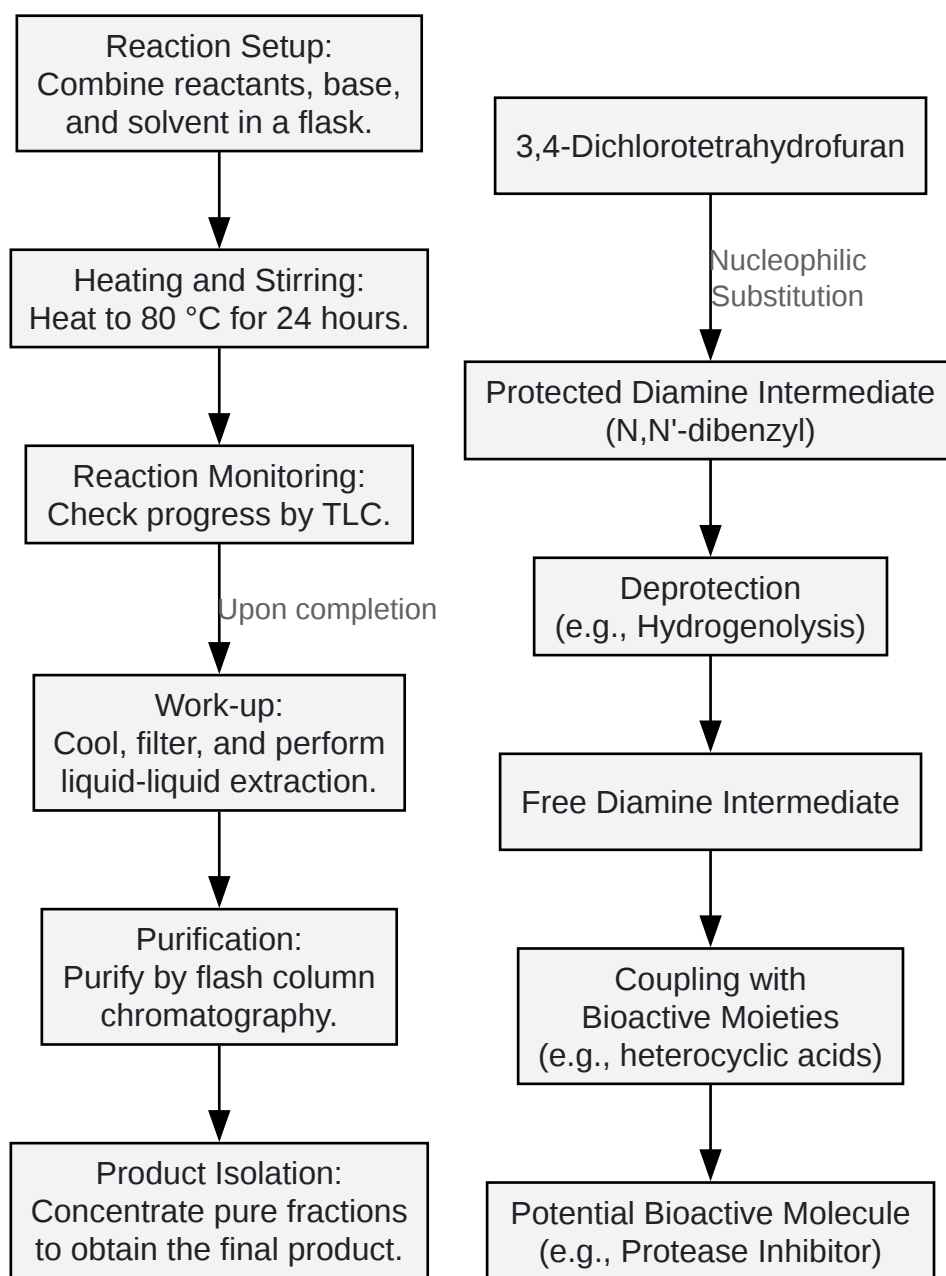 Reaction Setup:
Combine reactants, base,
and solvent in a flask.
Heating and Stirring:
Heat to 80 °C for 24 hours.
Reaction Monitoring:
Check progress by TLC.
Upon completion
Work-up:
Cool, filter, and perform
liquid-liquid extraction.
Purification:
Purify by flash column
chromatography.
Product Isolation:
Concentrate pure fractions
to obtain the final product.
3,4-Dichlorotetrahydrofuran
Nucleophilic
Substitution
Protected Diamine Intermediate
(N,N'-dibenzyl)
Deprotection
(e.g., Hydrogenolysis)
Free Diamine Intermediate
Coupling with
Bioactive Moieties
(e.g., heterocyclic acids)
Potential Bioactive Molecule
(e.g., Protease Inhibitor)